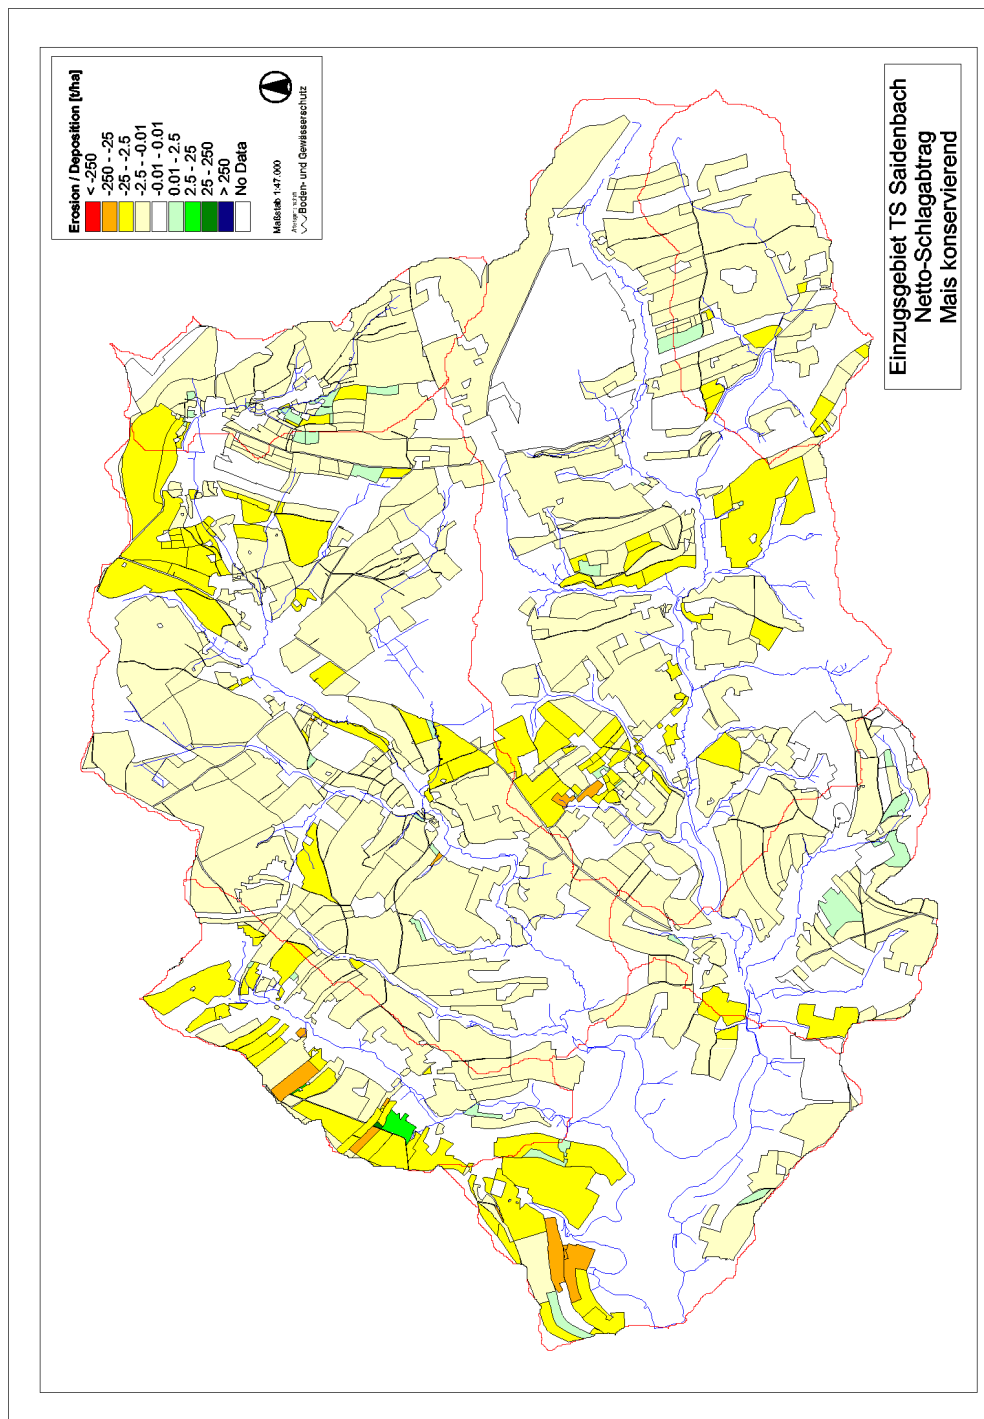 Erosion / Deposition [t/ha]
< -250
-250 - -25
-25 - -2.5
-2.5 - -0.01
-0.01 - 0.01
0.01 - 2.5
2.5 - 25
25 - 250
> 250
No Data
Maßstab 1:47.000
Boden- und Gewässerschutz
Einzugsgebiet TS Saidenbach
Netto-Schlagabtrag
Mais konservierend